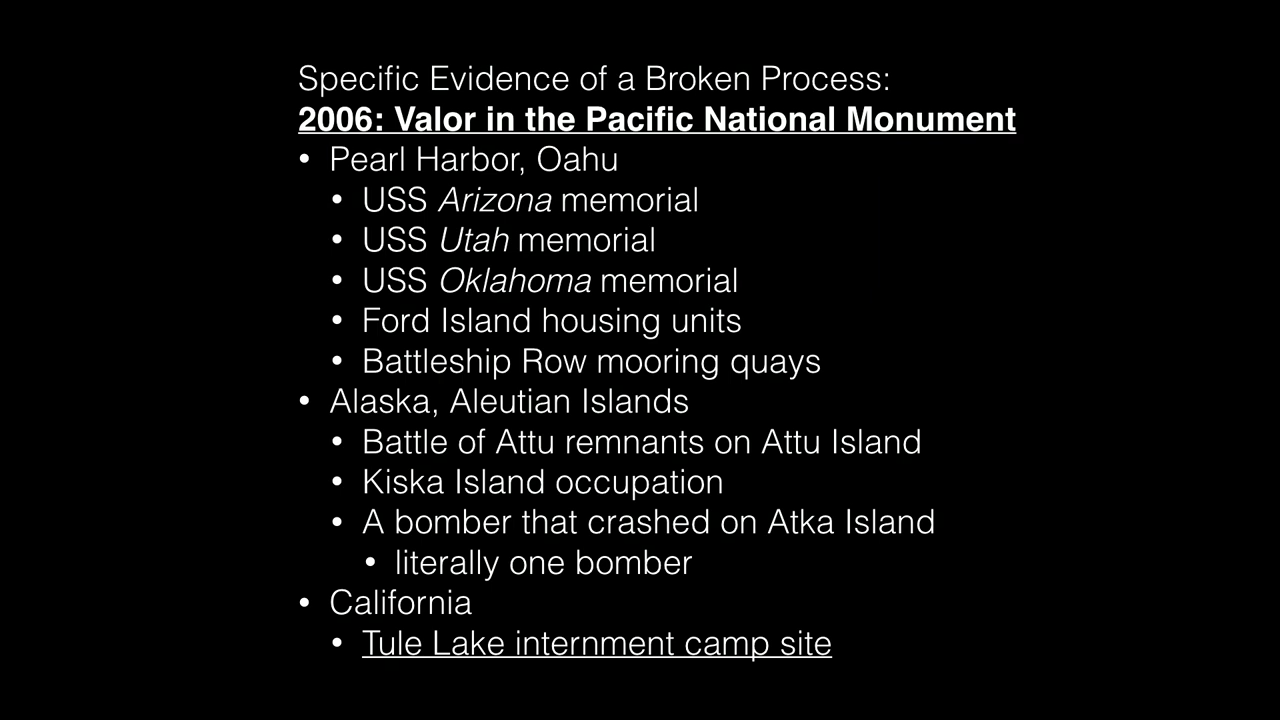 Specific Evidence of a Broken Process:
2006: Valor in the Pacific National Monument
• Pearl Harbor, Oahu
• USS Arizona memorial
• USS Utah memorial
• USS Oklahoma memorial
• Ford Island housing units
• Battleship Row mooring quays
• Alaska, Aleutian Islands
• Battle of Attu remnants on Attu Island
• Kiska Island occupation
• A bomber that crashed on Atka Island
• literally one bomber
• California
• Tule Lake internment camp site